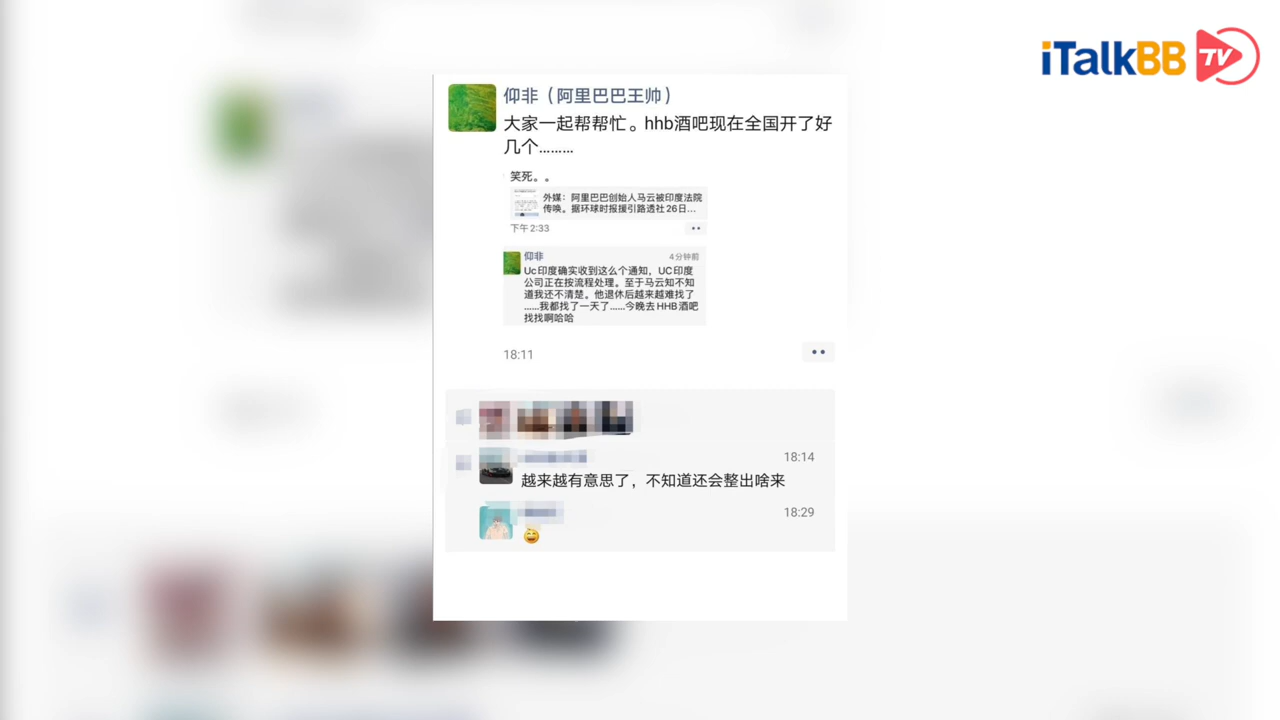 iTalkBB TV
仰非（阿里巴巴王帅）
大家一起帮帮忙。hhb酒吧现在全国开了好
几个………
笑死。。
外媒：阿里巴巴创始人马云被印度法院
传唤。据环球时报援引路透社26日...
下午2:33
仰非 4分钟前
Uc印度确实收到这么个通知，UC印度
公司正在按流程处理。至于马云知不知
道我还不清楚。他退休后越来越难找了
……我都找了一天了……今晚去HHB酒吧
找找啊哈哈
18:11
18:14
越来越有意思了，不知道还会整出啥来
18:29